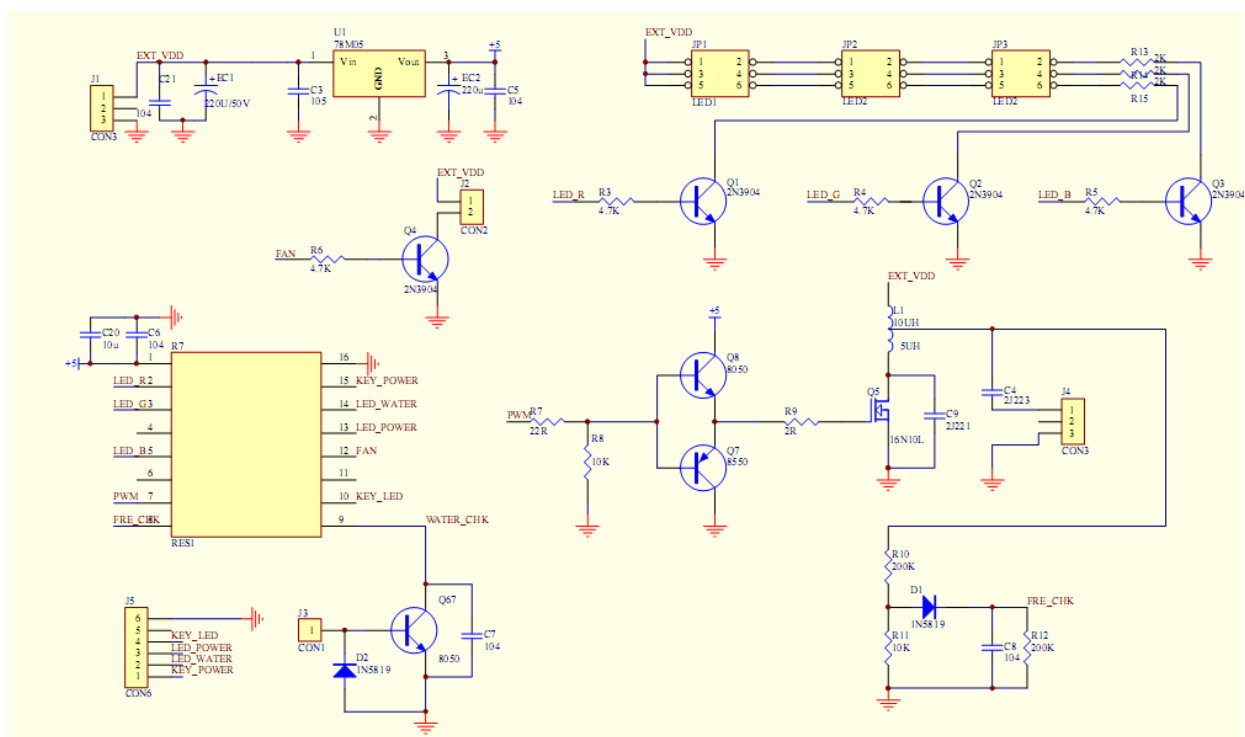 U1
78M05
EXT_VDD
1
Vin
Vout
3
+5
GND
2
J1
1
2
3
CON3
C21
104
EC1
220U/50V
C3
105
EC2
220u
C5
104
EXT_VDD
JP1
1 2
3 4
5 6
LED1
JP2
1 2
3 4
5 6
LED2
JP3
1 2
3 4
5 6
LED2
R13
2K
R14
2K
R15
2K
EXT_VDD
J2
1
2
CON2
Q4
2N3904
FAN
R6
4.7K
LED_R
R3
4.7K
Q1
2N3904
LED_G
R4
4.7K
Q2
2N3904
LED_B
R5
4.7K
Q3
2N3904
C20
10u
C6
104
+5
R7
1 16
LED_R 2 15 KEY_POWER
LED_G 3 14 LED_WATER
4 13 LED_POWER
LED_B 5 12 FAN
6 11
PWM 7 10 KEY_LED
FRE_CHK 8 9
RES1
WATER_CHK
+5
Q8
8050
PWM
R7
22R
R8
10K
Q7
8550
R9
2R
EXT_VDD
L1
10UH
5UH
Q5
16N10L
C9
2J221
C4
2J223
J4
1
2
3
CON3
J5
6
5
4 KEY_LED
3 LED_POWER
2 LED_WATER
1 KEY_POWER
CON6
J3
1
CON1
D2
1N5819
Q67
8050
C7
104
R10
200K
D1
1N5819
FRE_CHK
R11
10K
C8
104
R12
200K